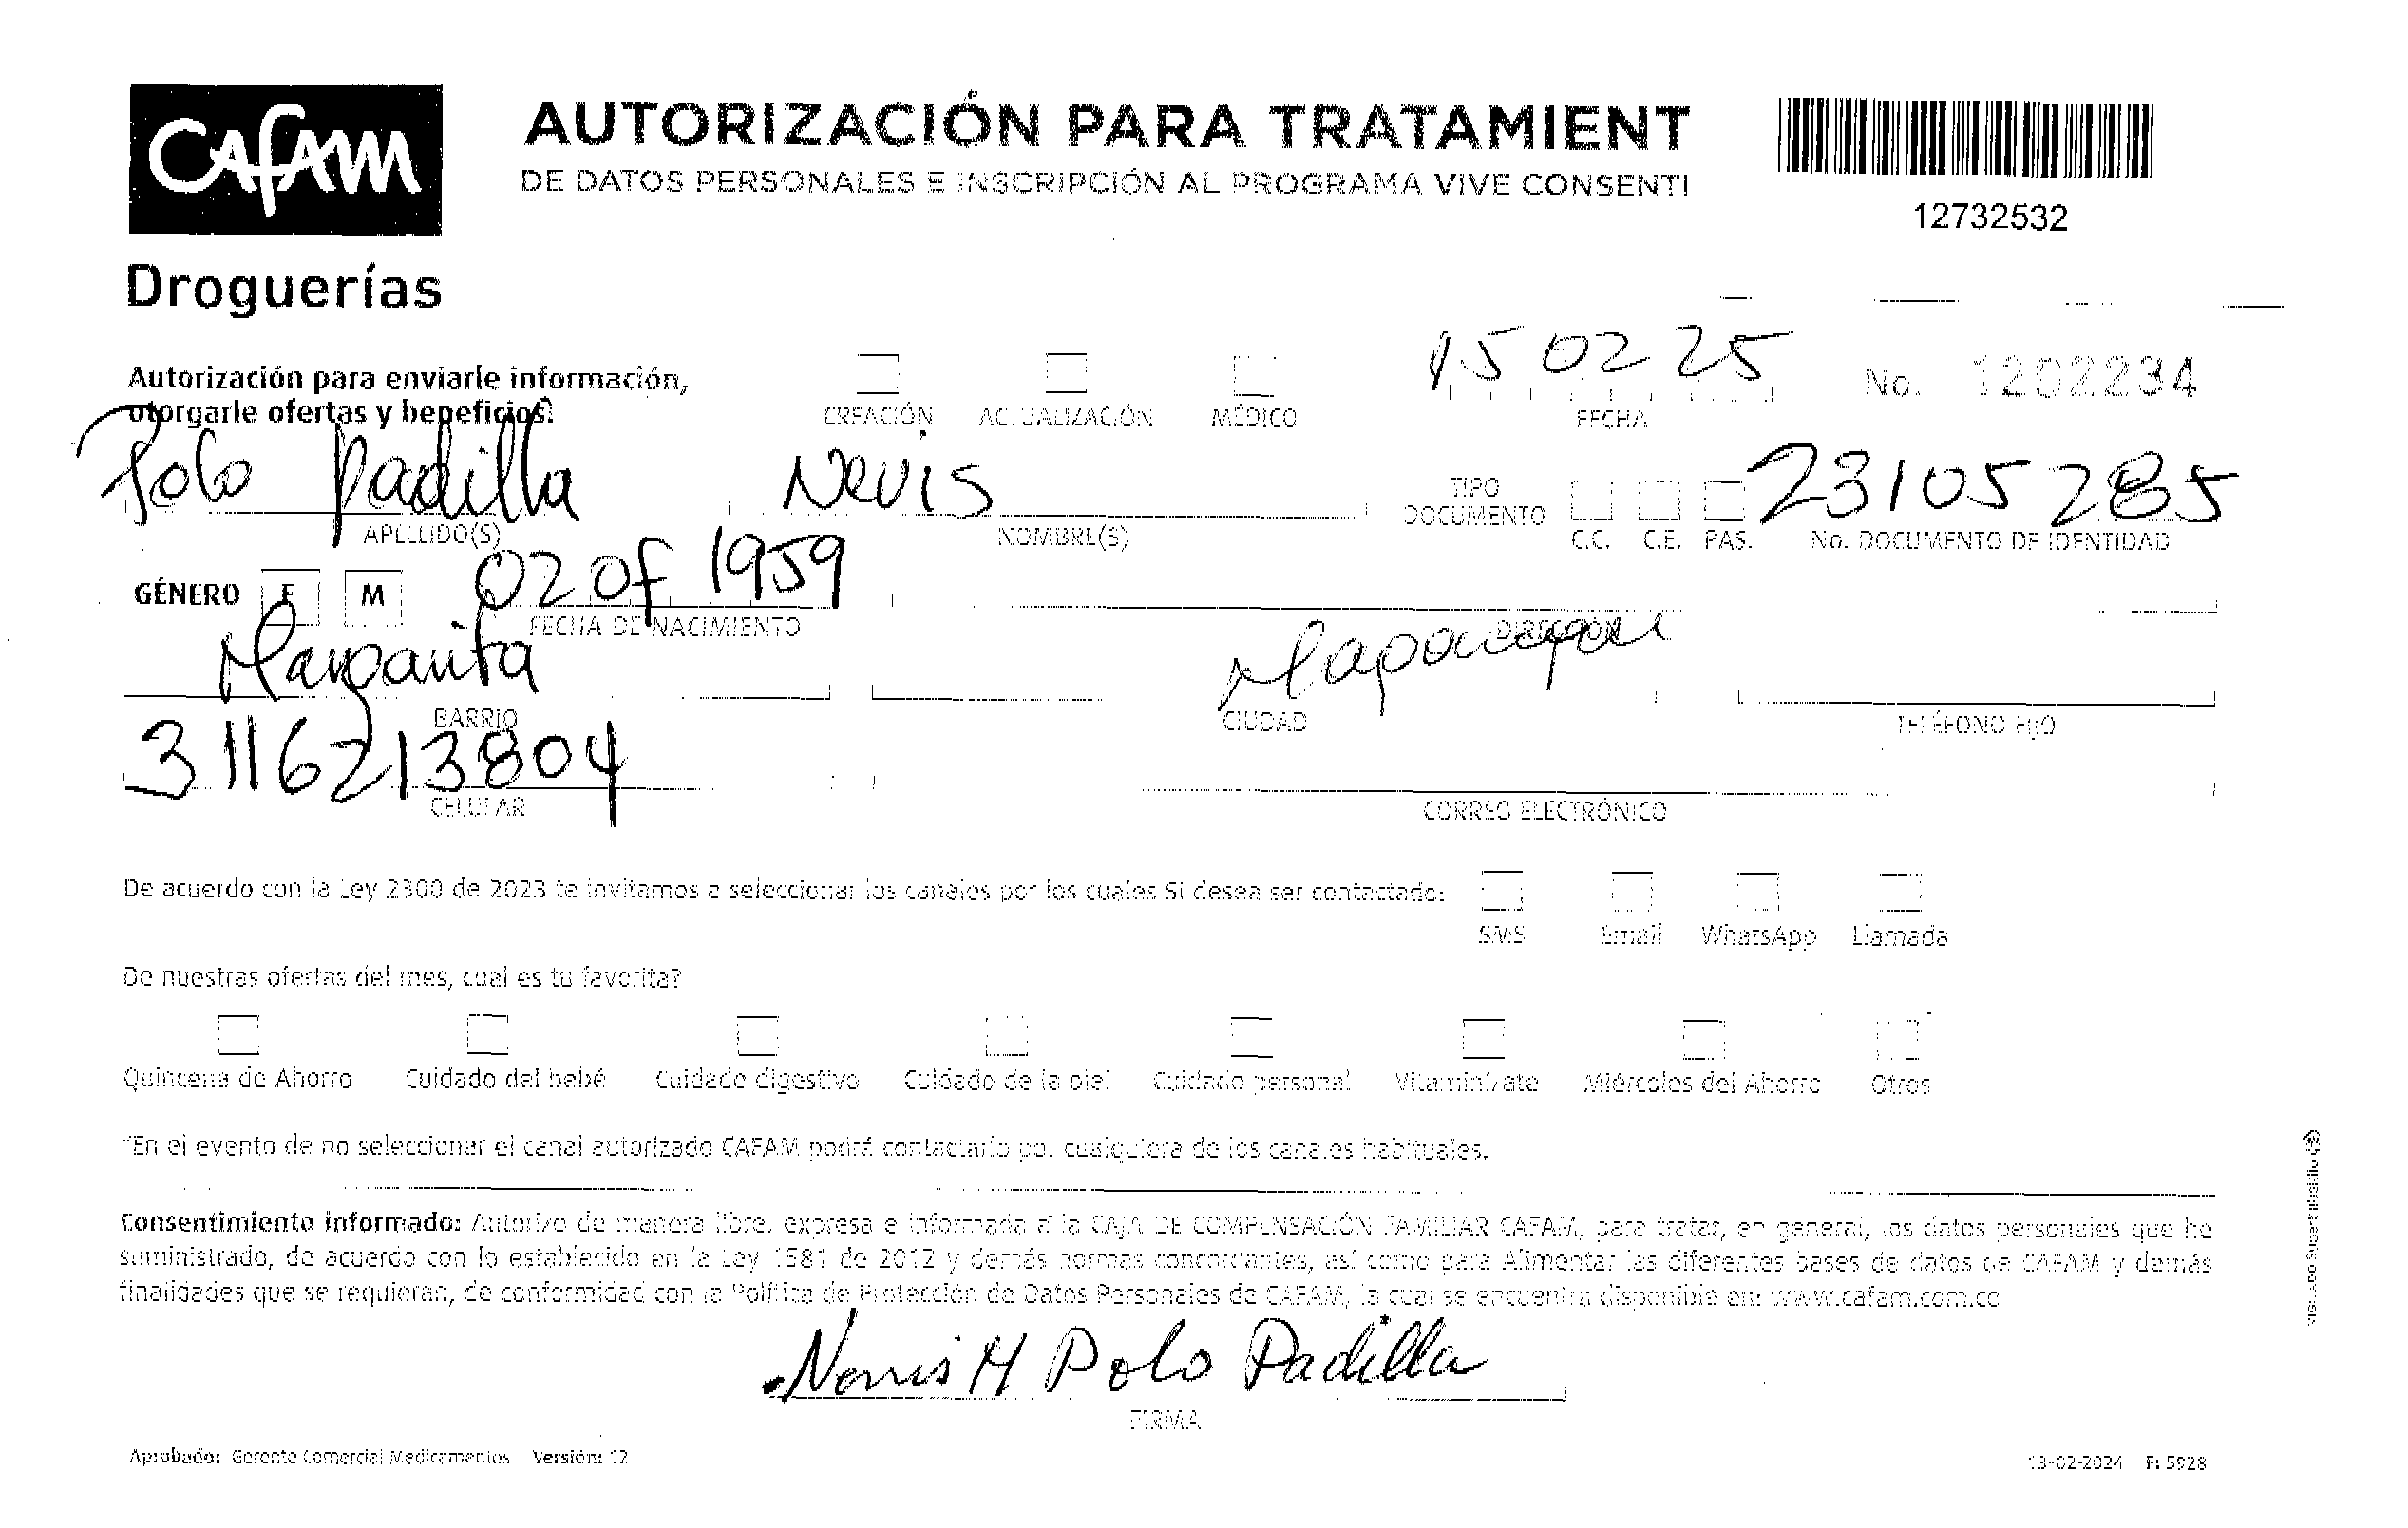 CAFAM
Droguerías
AUTORIZACIÓN PARA TRATAMIENT
DE DATOS PERSONALES E INSCRIPCIÓN AL PROGRAMA VIVE CONSENTI
12732532
Autorización para enviarle información,
otorgarle ofertas y beneficios.
CREACIÓN ACTUALIZACIÓN MÉDICO
15 02 25
FECHA
No. 1202234
Polo Padilla Nevis 23105285
APELLIDO(S) NOMBRE(S) TIPO DOCUMENTO C.C. C.E. PAS. No. DOCUMENTO DE IDENTIDAD
GÉNERO F M 02 1959
FECHA DE NACIMIENTO DIRECCIÓN
Margarita
BARRIO CIUDAD TELÉFONO FIJO
3116213804
CELULAR CORREO ELECTRÓNICO
De acuerdo con la Ley 2300 de 2023 te invitamos a seleccionar los canales por los cuales Si desea ser contactado:
SMS Email WhatsApp Llamada
De nuestras ofertas del mes, cual es tu favorita?
Quincena de Ahorro Cuidado del bebé Cuidado digestivo Cuidado de la piel Cuidado personal Vitaminízate Miércoles del Ahorro Otros
*En el evento de no seleccionar el canal autorizado CAFAM podrá contactarlo por cualquiera de los canales habituales.
Consentimiento informado: Autorizo de manera libre, expresa e informada a la CAJA DE COMPENSACIÓN FAMILIAR CAFAM, para tratar, en general, los datos personales que he
suministrado, de acuerdo con lo establecido en la Ley 1581 de 2012 y demás normas concordantes, así como para Alimentar las diferentes bases de datos de CAFAM y demás
finalidades que se requieran, de conformidad con la Política de Protección de Datos Personales de CAFAM, la cual se encuentra disponible en: www.cafam.com.co
Norris M Polo Padilla
FIRMA
Aprobado: Gerente Comercial Medicamentos Versión: 12
13-02-2024 F: 5928